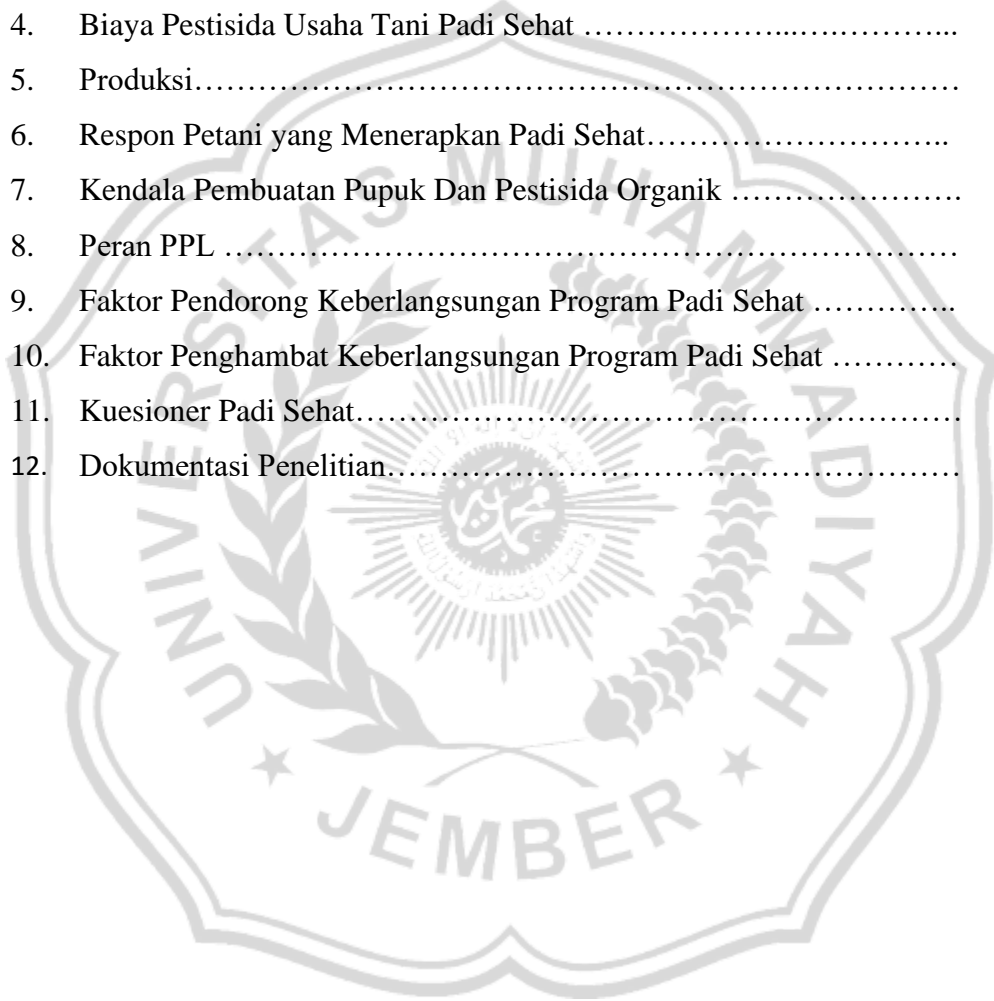 4. Biaya Pestisida Usaha Tani Padi Sehat …………………...….………...
5. Produksi……………………………………………………………
6. Respon Petani yang Menerapkan Padi Sehat………………………..
7. Kendala Pembuatan Pupuk Dan Pestisida Organik ………………….
8. Peran PPL ……………………………………………………………
9. Faktor Pendorong Keberlangsungan Program Padi Sehat …………..
10. Faktor Penghambat Keberlangsungan Program Padi Sehat …………
11. Kuesioner Padi Sehat…………………………………………………
12. Dokumentasi Penelitian………………………………………………
UNIVERSITAS MUHAMMADIYAH
JEMBER